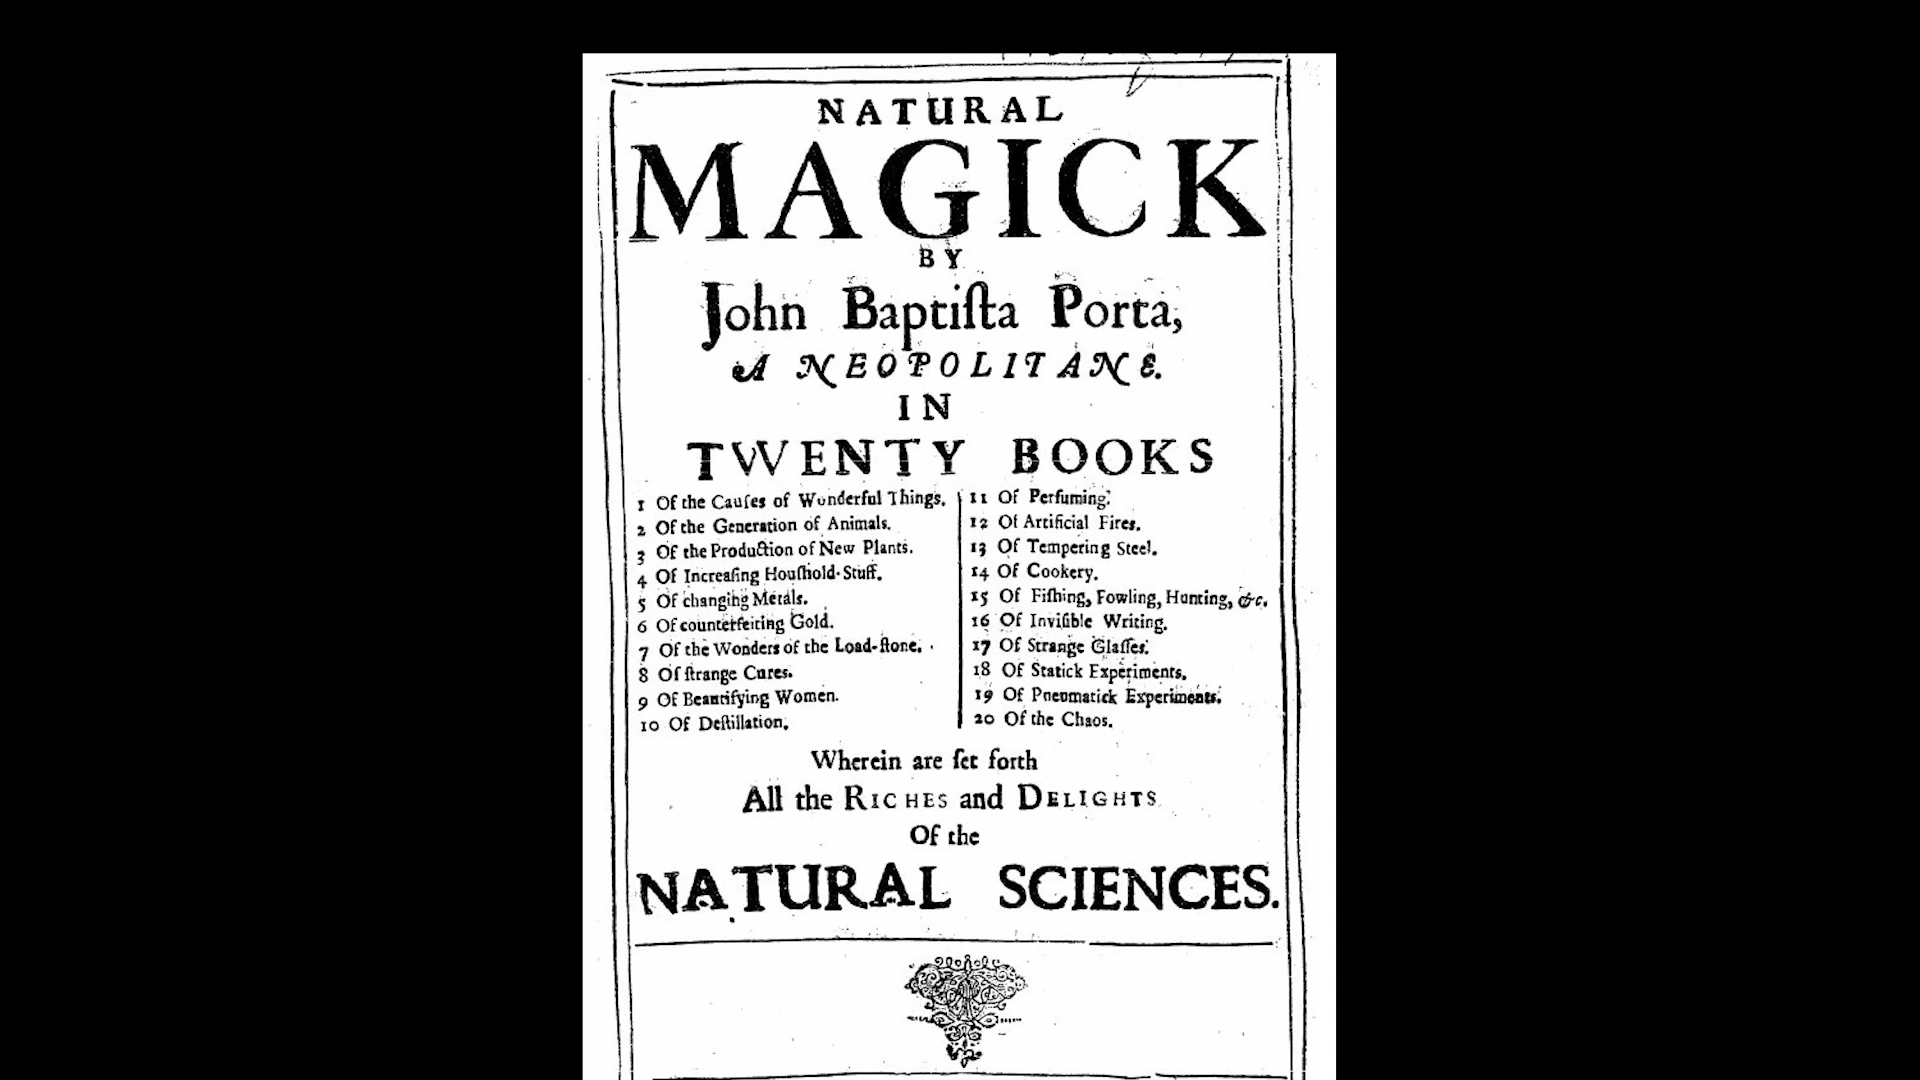 NATURAL
MAGICK
BY
John Baptiſta Porta,
A NEOPOLITANE.
IN
TWENTY BOOKS
1 Of the Cauſes of Wonderful Things.
2 Of the Generation of Animals.
3 Of the Production of New Plants.
4 Of Increaſing Houſhold-Stuff.
5 Of changing Metals.
6 Of counterfeiting Gold.
7 Of the Wonders of the Load-ſtone.
8 Of ſtrange Cures.
9 Of Beautifying Women.
10 Of Deſtillation.
11 Of Perfuming.
12 Of Artificial Fires.
13 Of Tempering Steel.
14 Of Cookery.
15 Of Fiſhing, Fowling, Hunting, &c.
16 Of Inviſible Writing.
17 Of Strange Glaſſes.
18 Of Statick Experiments.
19 Of Pneumatick Experiments.
20 Of the Chaos.
Wherein are ſet forth
All the RICHES and DELIGHTS
Of the
NATURAL SCIENCES.